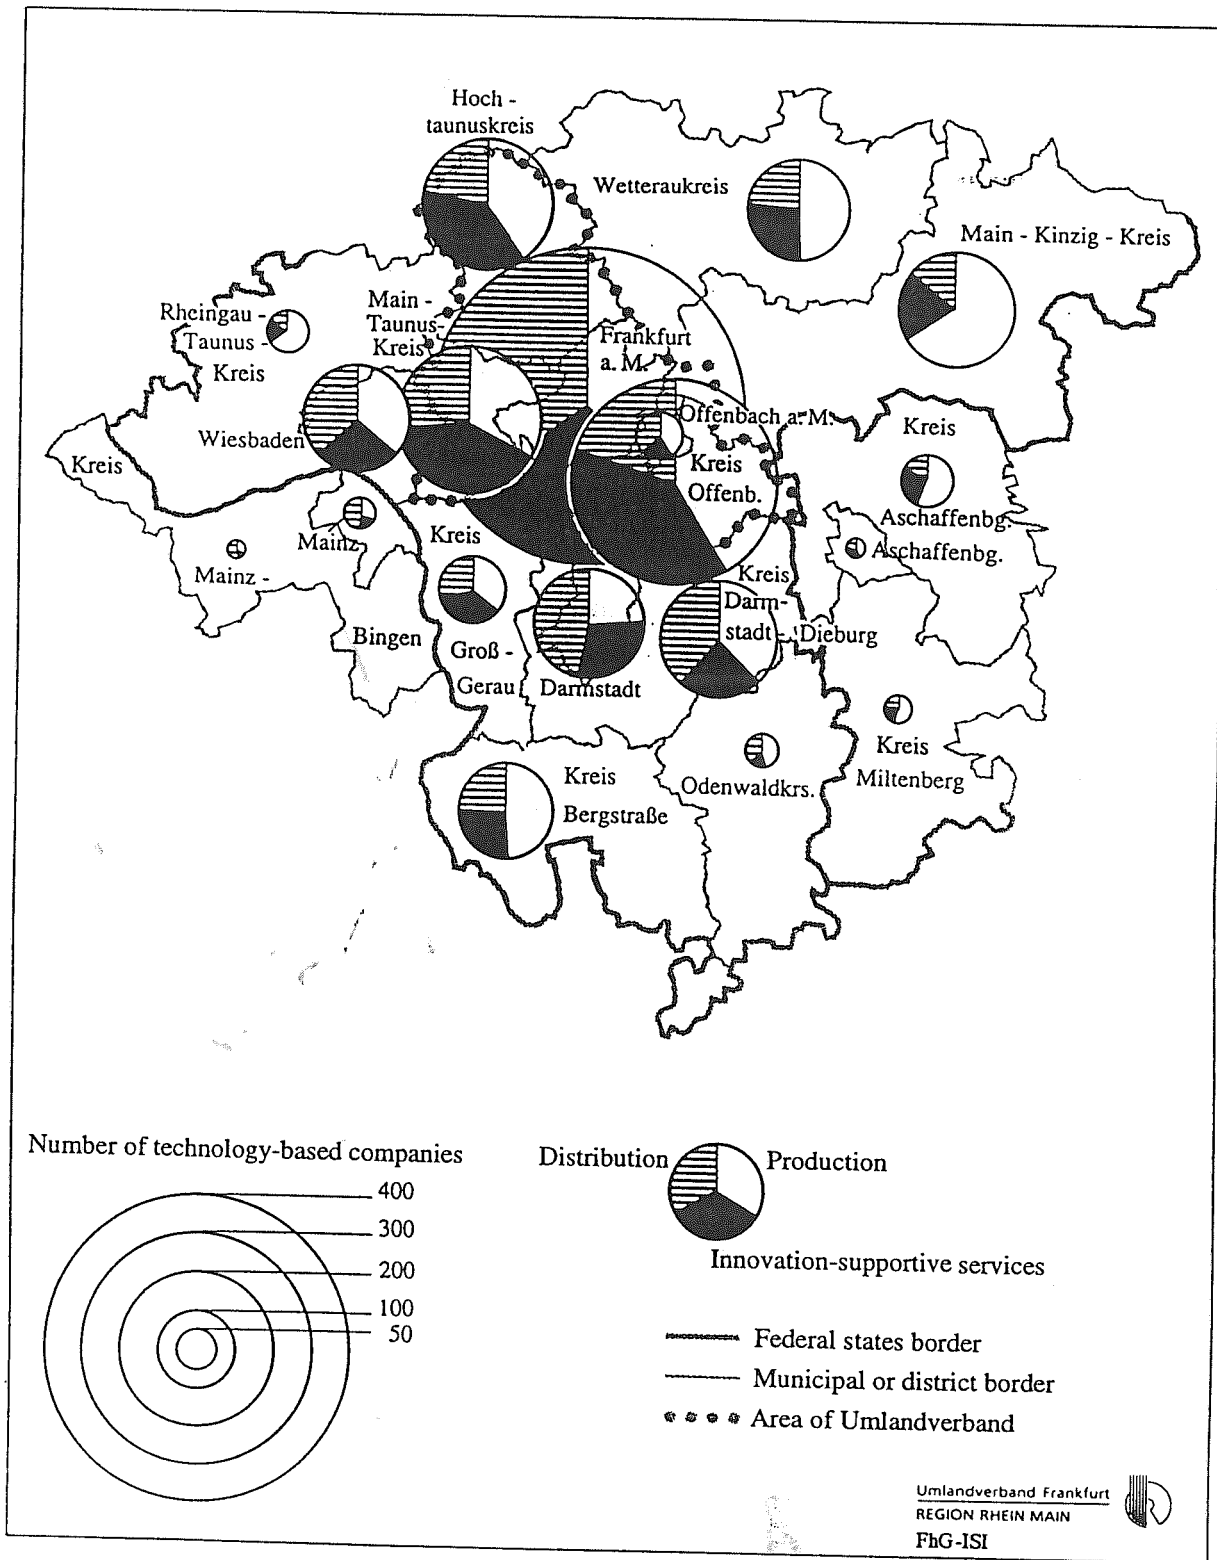 Hoch -
taunuskreis
Wetteraukreis
Main - Kinzig - Kreis
Rheingau -
Taunus -
Kreis
Main -
Taunus-
Kreis
Frankfurt
a. M.
Wiesbaden
Offenbach a. M.
Kreis
Offenb.
Kreis
Aschaffenbg.
Aschaffenbg.
Kreis
Mainz -
Bingen
Mainz
Kreis
Groß -
Gerau
Darmstadt
Kreis
Darm-
stadt - Dieburg
Kreis
Miltenberg
Odenwaldkrs.
Kreis
Bergstraße
Number of technology-based companies
400
300
200
100
50
Distribution
Production
Innovation-supportive services
Federal states border
Municipal or district border
Area of Umlandverband
Umlandverband Frankfurt
REGION RHEIN MAIN
FhG-ISI